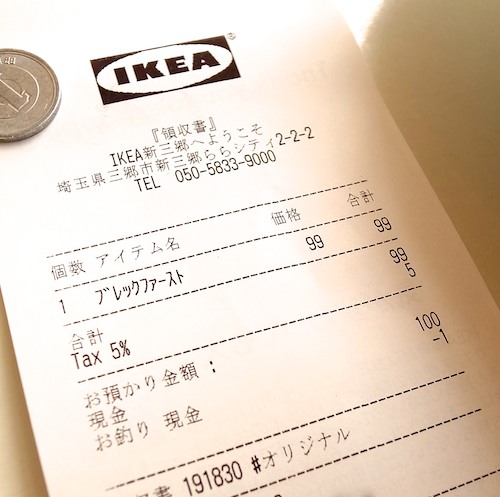 IKEA®
『領収書』
IKEA新三郷へようこそ
埼玉県三郷市新三郷ららシティ2-2-2
TEL 050-5833-9000
個数 アイテム名 価格 合計
1 ブレックファースト 99 99
合計 99
Tax 5% 5
お預かり金額：
現金 100
お釣り 現金 -1
収書 191830 #オリジナル